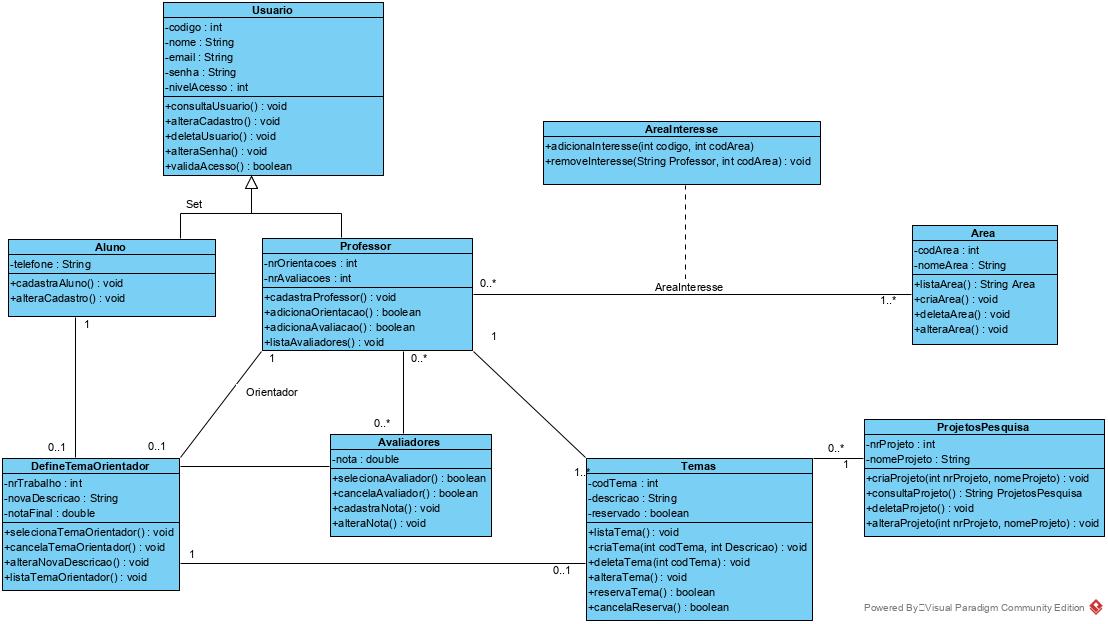 Usuario
-codigo : int
-nome : String
-email : String
-senha : String
-nivelAcesso : int
+consultaUsuario() : void
+alteraCadastro() : void
+deletaUsuario() : void
+alteraSenha() : void
+validaAcesso() : boolean
AreaInteresse
+adicionaInteresse(int codigo, int codArea)
+removeInteresse(String Professor, int codArea) : void
Set
Aluno
-telefone : String
+cadastraAluno() : void
+alteraCadastro() : void
Professor
-nrOrientacoes : int
-nrAvaliacoes : int
+cadastraProfessor() : void
+adicionaOrientacao() : boolean
+adicionaAvaliacao() : boolean
+listaAvaliadores() : void
0..*
AreaInteresse
1..*
Area
-codArea : int
-nomeArea : String
+listaArea() : String Area
+criaArea() : void
+deletaArea() : void
+alteraArea() : void
1
1
0..*
1
Orientador
0..1
0..1
0..*
1..*
0..*
1
DefineTemaOrientador
-nrTrabalho : int
-novaDescricao : String
-notaFinal : double
+selecionaTemaOrientador() : void
+cancelaTemaOrientador() : void
+alteraNovaDescricao() : void
+listaTemaOrientador() : void
Avaliadores
-nota : double
+selecionaAvaliador() : boolean
+cancelaAvaliador() : boolean
+cadastraNota() : void
+alteraNota() : void
1
0..1
Temas
-codTema : int
-descricao : String
-reservado : boolean
+listaTema() : void
+criaTema(int codTema, int Descricao) : void
+deletaTema(int codTema) : void
+alteraTema() : void
+reservaTema() : boolean
+cancelaReserva() : boolean
ProjetosPesquisa
-nrProjeto : int
-nomeProjeto : String
+criaProjeto(int nrProjeto, nomeProjeto) : void
+consultaProjeto() : String ProjetosPesquisa
+deletaProjeto() : void
+alteraProjeto(int nrProjeto, nomeProjeto) : void
Powered By Visual Paradigm Community Edition